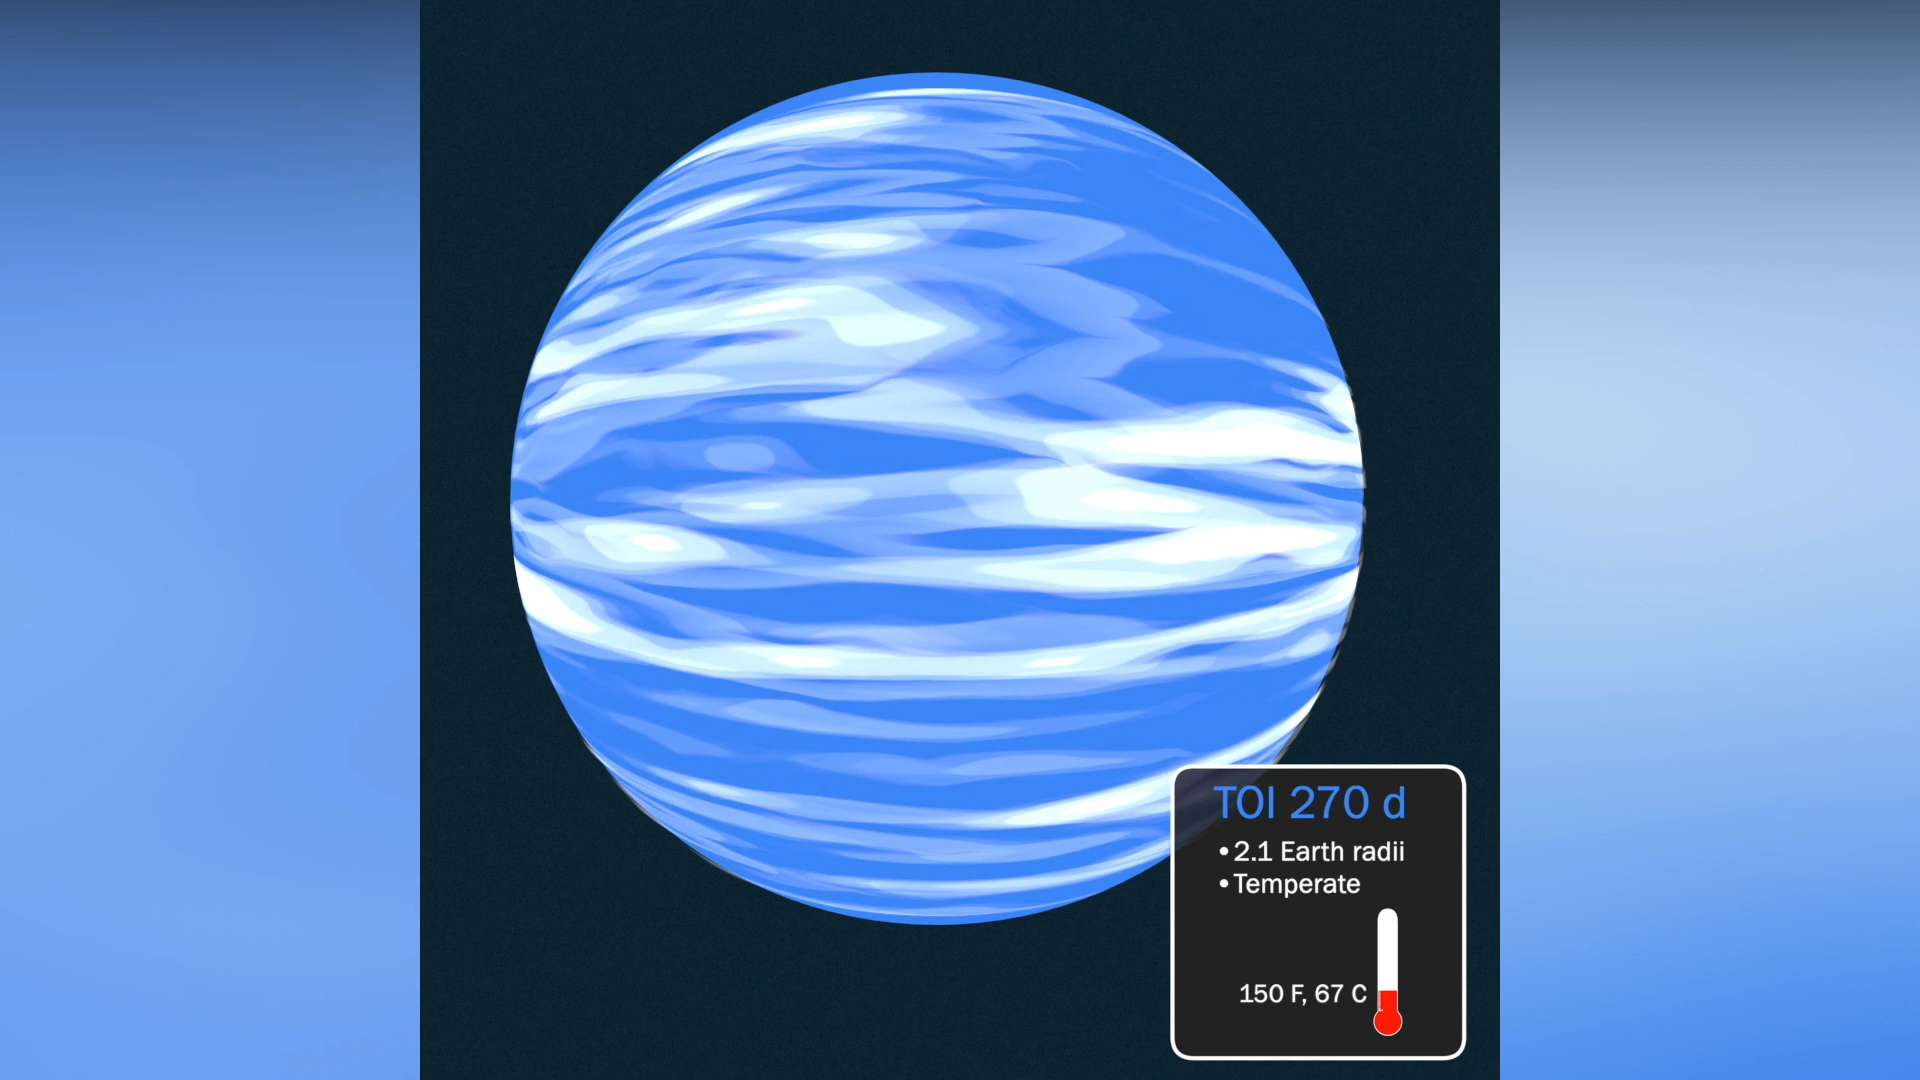 TOI 270 d
•2.1 Earth radii
•Temperate
150 F, 67 C